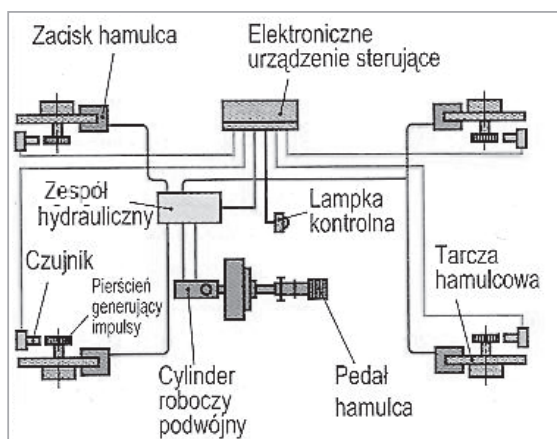 Zacisk hamulca
Elektroniczne
urządzenie sterujące
Zespół
hydrauliczny
Lampka
kontrolna
Czujnik
Pierścień
generujący
impulsy
Tarcza
hamulcowa
Cylinder
roboczy
podwójny
Pedał
hamulca